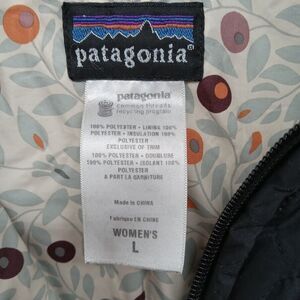 patagonia®
patagonia
common threads
recycling program
100% POLYESTER • LINING 100%
POLYESTER • INSULATION 100%
POLYESTER
EXCLUSIVE OF TRIM
100% POLYESTER • DOUBLURE
100% POLYESTER • ISOLANT 100%
POLYESTER
A PART LA GARNITURE
Made in CHINA
Fabriqué EN CHINE
WOMEN'S
L